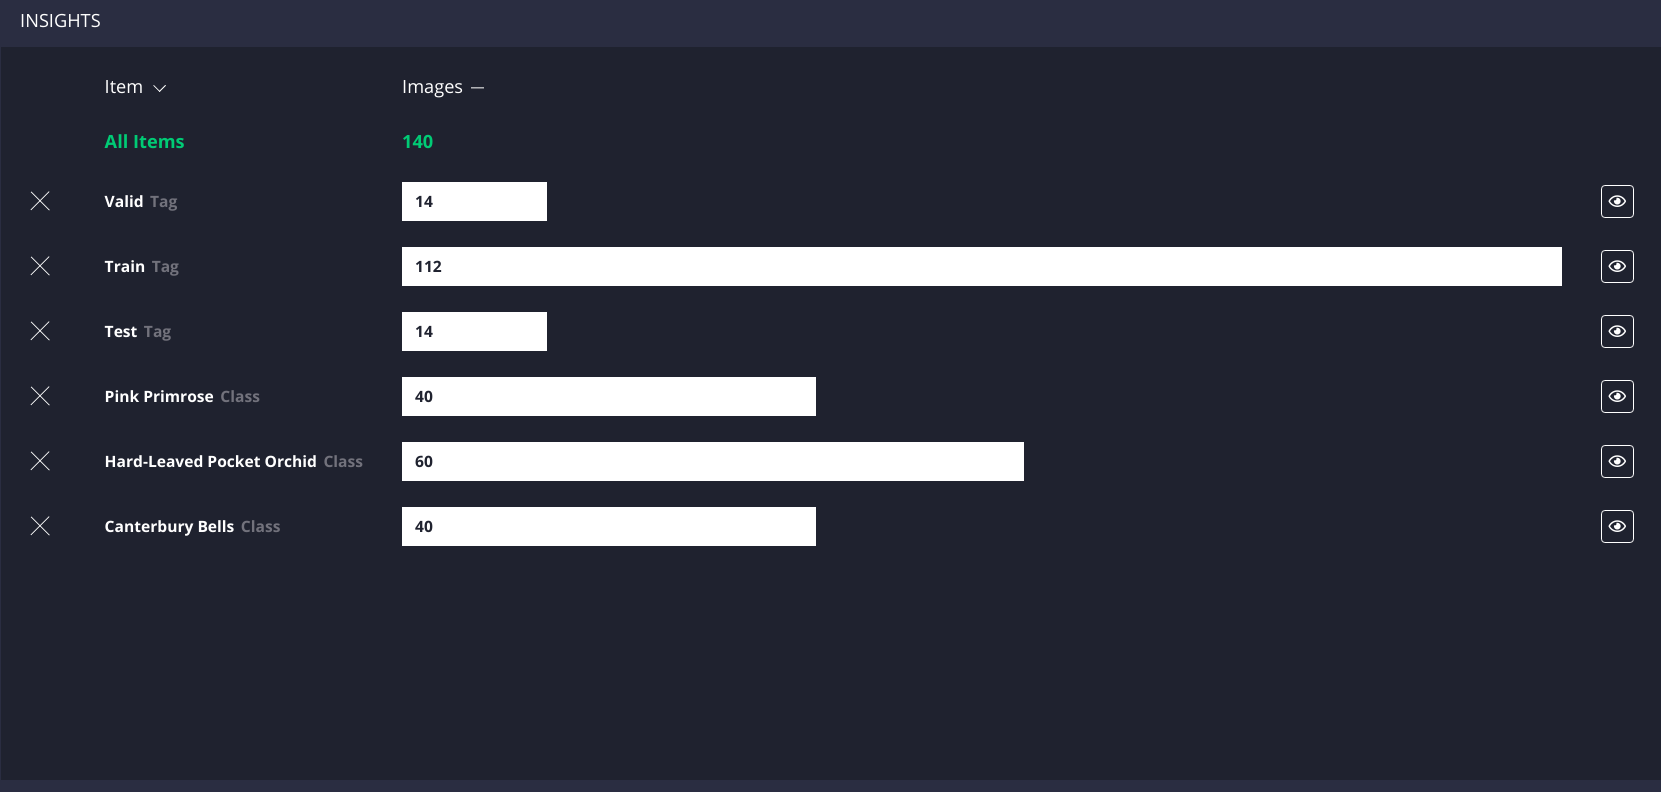 INSIGHTS
Item Images
All Items 140
Valid Tag 14
Train Tag 112
Test Tag 14
Pink Primrose Class 40
Hard-Leaved Pocket Orchid Class 60
Canterbury Bells Class 40